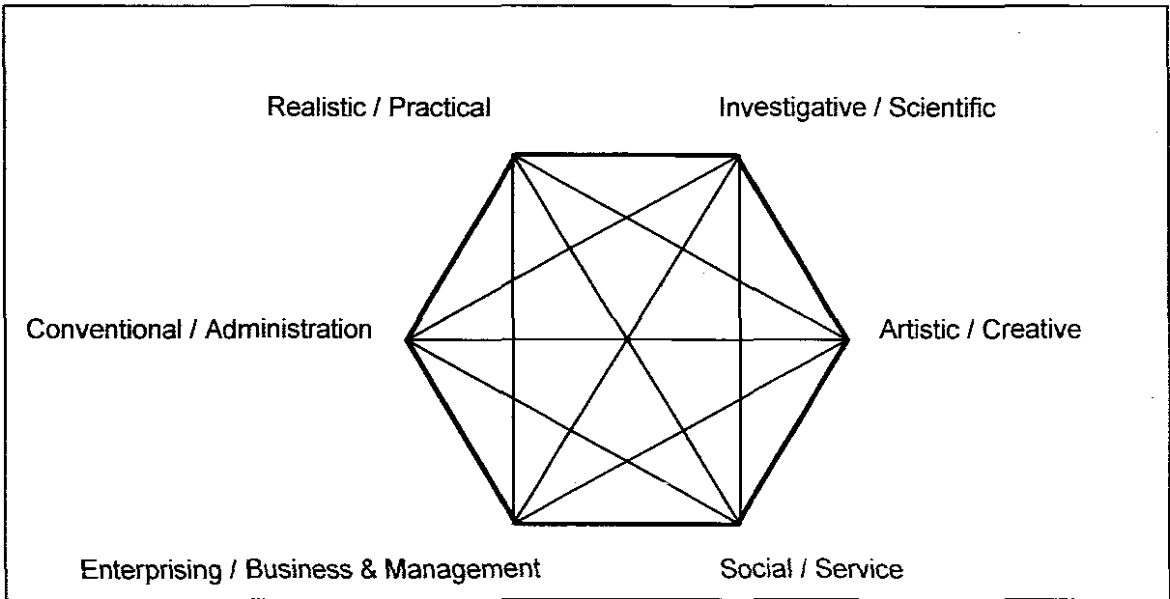 Realistic / Practical
Investigative / Scientific
Conventional / Administration
Artistic / Creative
Enterprising / Business & Management
Social / Service